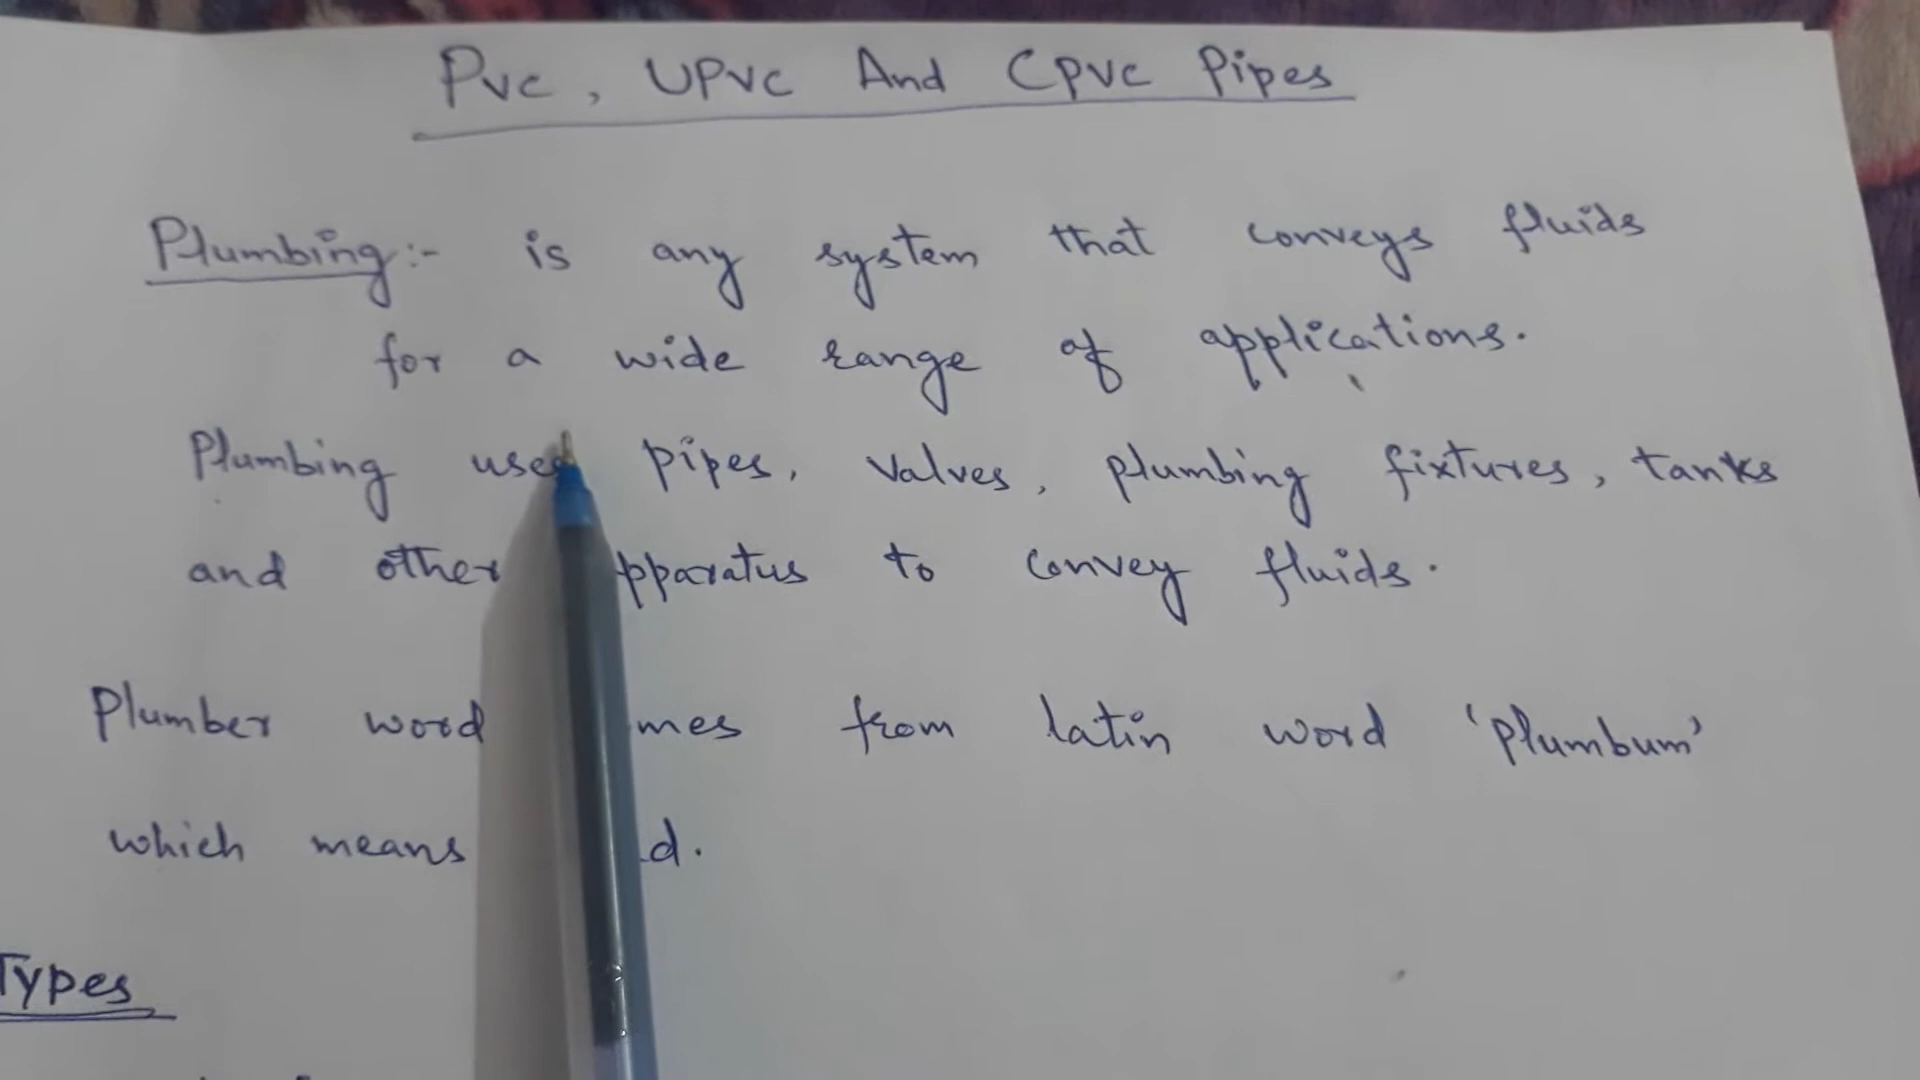 Pvc, UPVC And CPVC Pipes
Plumbing:- is any system that conveys fluids
for a wide range of applications.
Plumbing uses pipes, valves, plumbing fixtures, tanks
and other pparatus to convey fluids.
Plumber word mes from latin word 'plumbum'
which means d.
Types